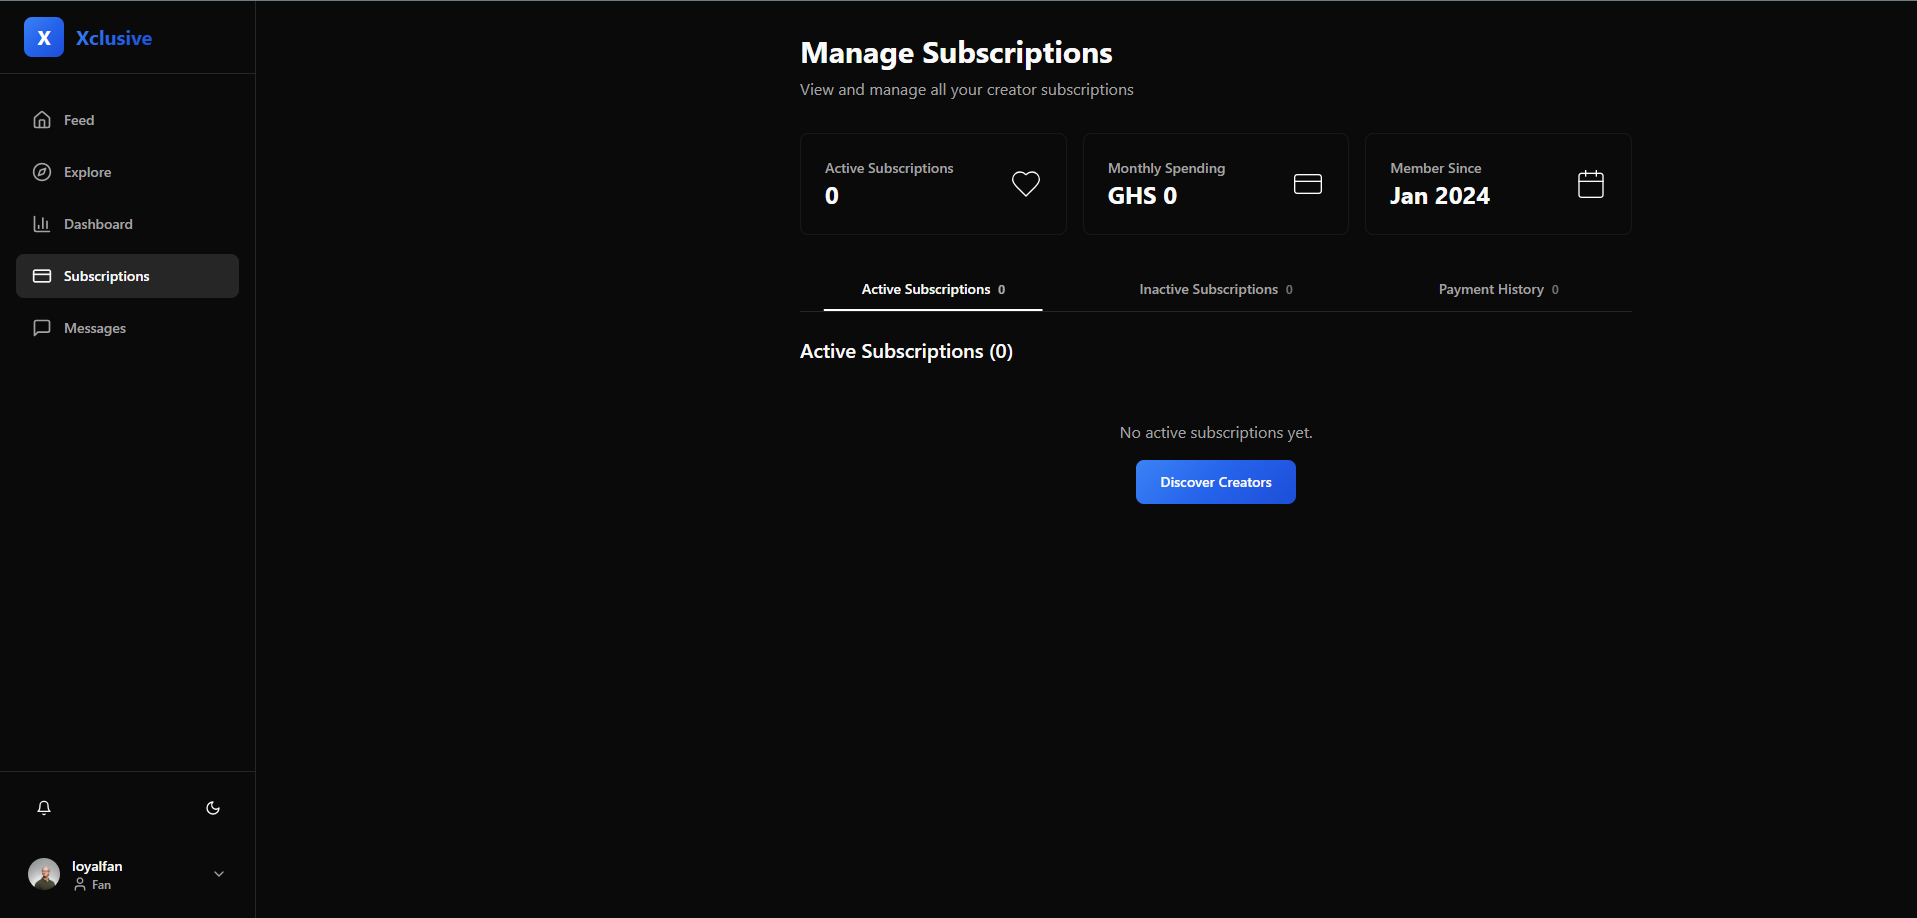 X Xclusive
Feed
Explore
Dashboard
Subscriptions
Messages
loyalfan
Fan
Manage Subscriptions
View and manage all your creator subscriptions
Active Subscriptions
0
Monthly Spending
GHS 0
Member Since
Jan 2024
Active Subscriptions 0
Inactive Subscriptions 0
Payment History 0
Active Subscriptions (0)
No active subscriptions yet.
Discover Creators